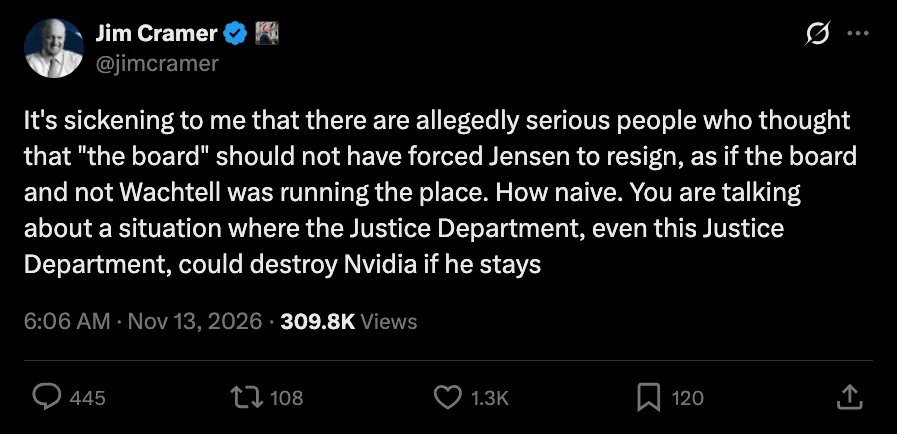 Jim Cramer
@jimcramer
It's sickening to me that there are allegedly serious people who thought
that "the board" should not have forced Jensen to resign, as if the board
and not Wachtell was running the place. How naive. You are talking
about a situation where the Justice Department, even this Justice
Department, could destroy Nvidia if he stays
6:06 AM · Nov 13, 2026 · 309.8K Views
445 108 1.3K 120